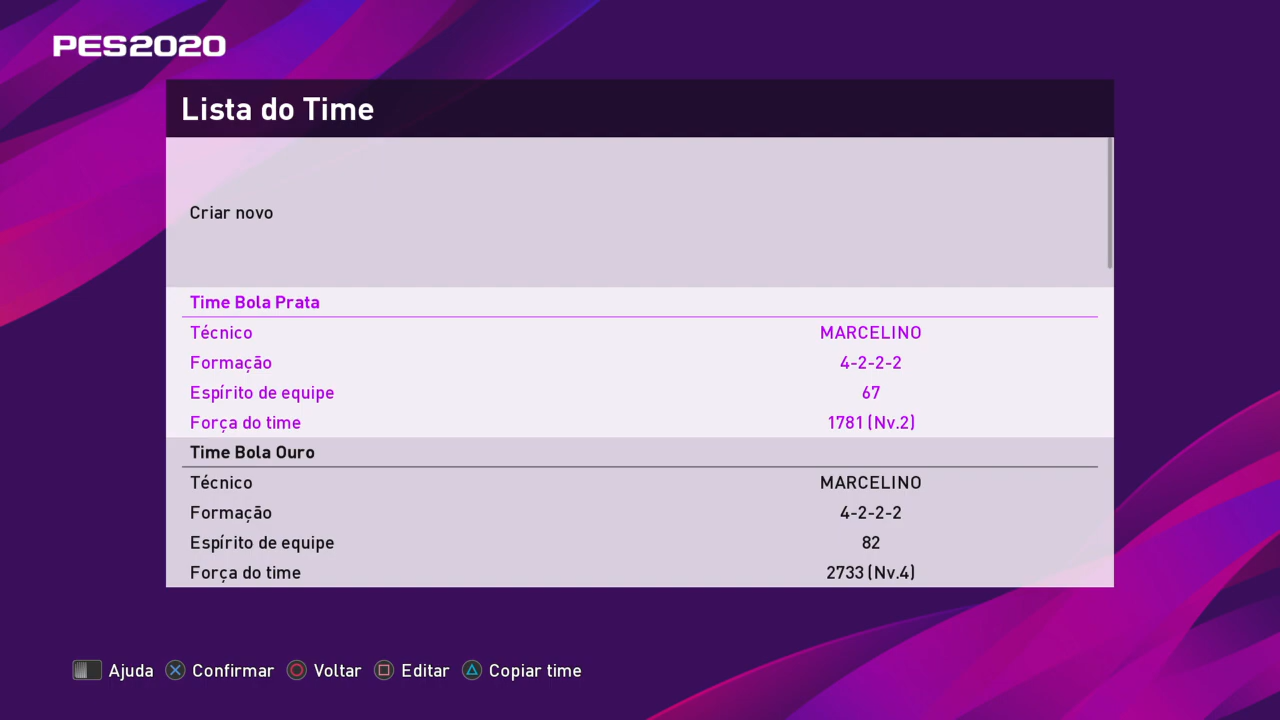 PES2020
Lista do Time
Criar novo
Time Bola Prata
Técnico MARCELINO
Formação 4-2-2-2
Espírito de equipe 67
Força do time 1781 (Nv.2)
Time Bola Ouro
Técnico MARCELINO
Formação 4-2-2-2
Espírito de equipe 82
Força do time 2733 (Nv.4)
Ajuda Confirmar Voltar Editar Copiar time